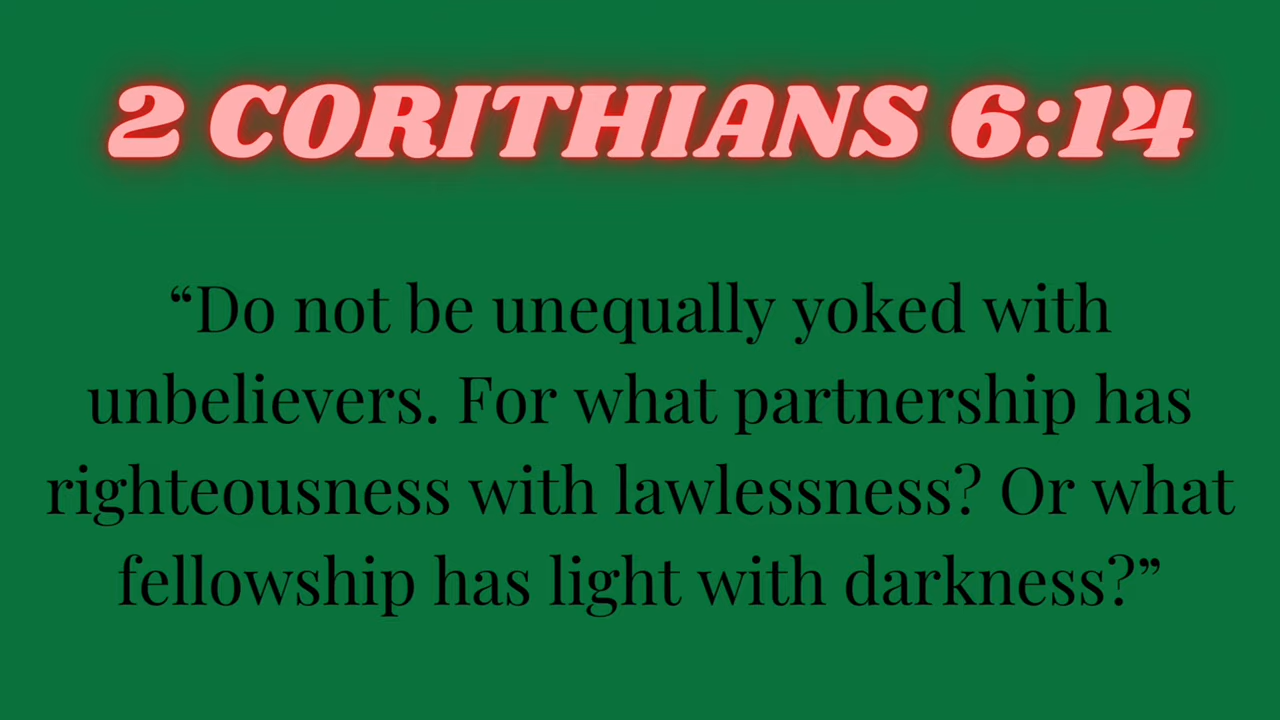 2 CORITHIANS 6:14
“Do not be unequally yoked with
unbelievers. For what partnership has
righteousness with lawlessness? Or what
fellowship has light with darkness?”